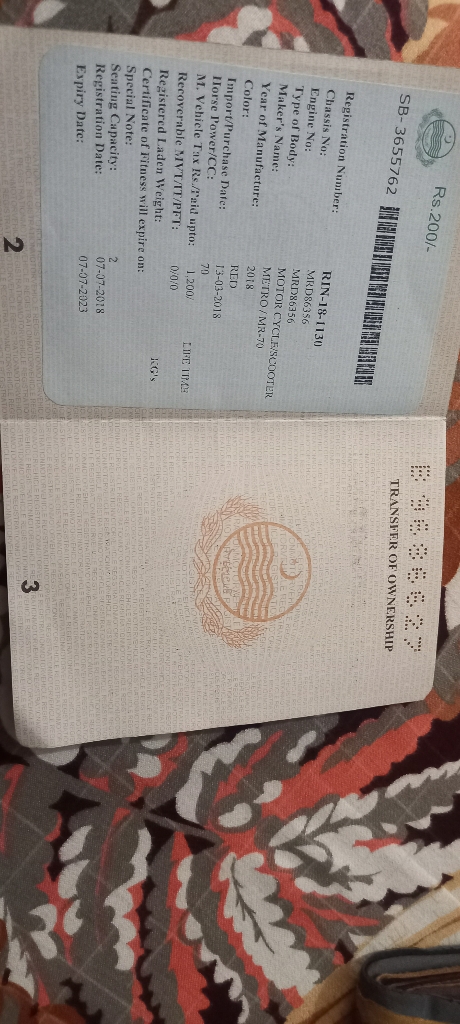 Rs.200/-
SB- 3655762
Registration Number: RIN-18-1130
Chassis No: MRD86356
Engine No: MRD86356
Type of Body: MOTOR CYCLE/SCOOTER
Maker's Name: METRO / MR-70
Year of Manufacture: 2018
Color: RED
Import/Purchase Date: 13-03-2018
Horse Power/CC: 70
M. Vehicle Tax Rs./Paid upto: 1,200/ LIFE TIME
Recoverable MVT/IT/PFT: 0/0/0
Registered Laden Weight: KG's
Certificate of Fitness will expire on:
Special Note:
Seating Capacity: 2
Registration Date: 07-07-2018
Expiry Date: 07-07-2023
2
TRANSFER OF OWNERSHIP
3